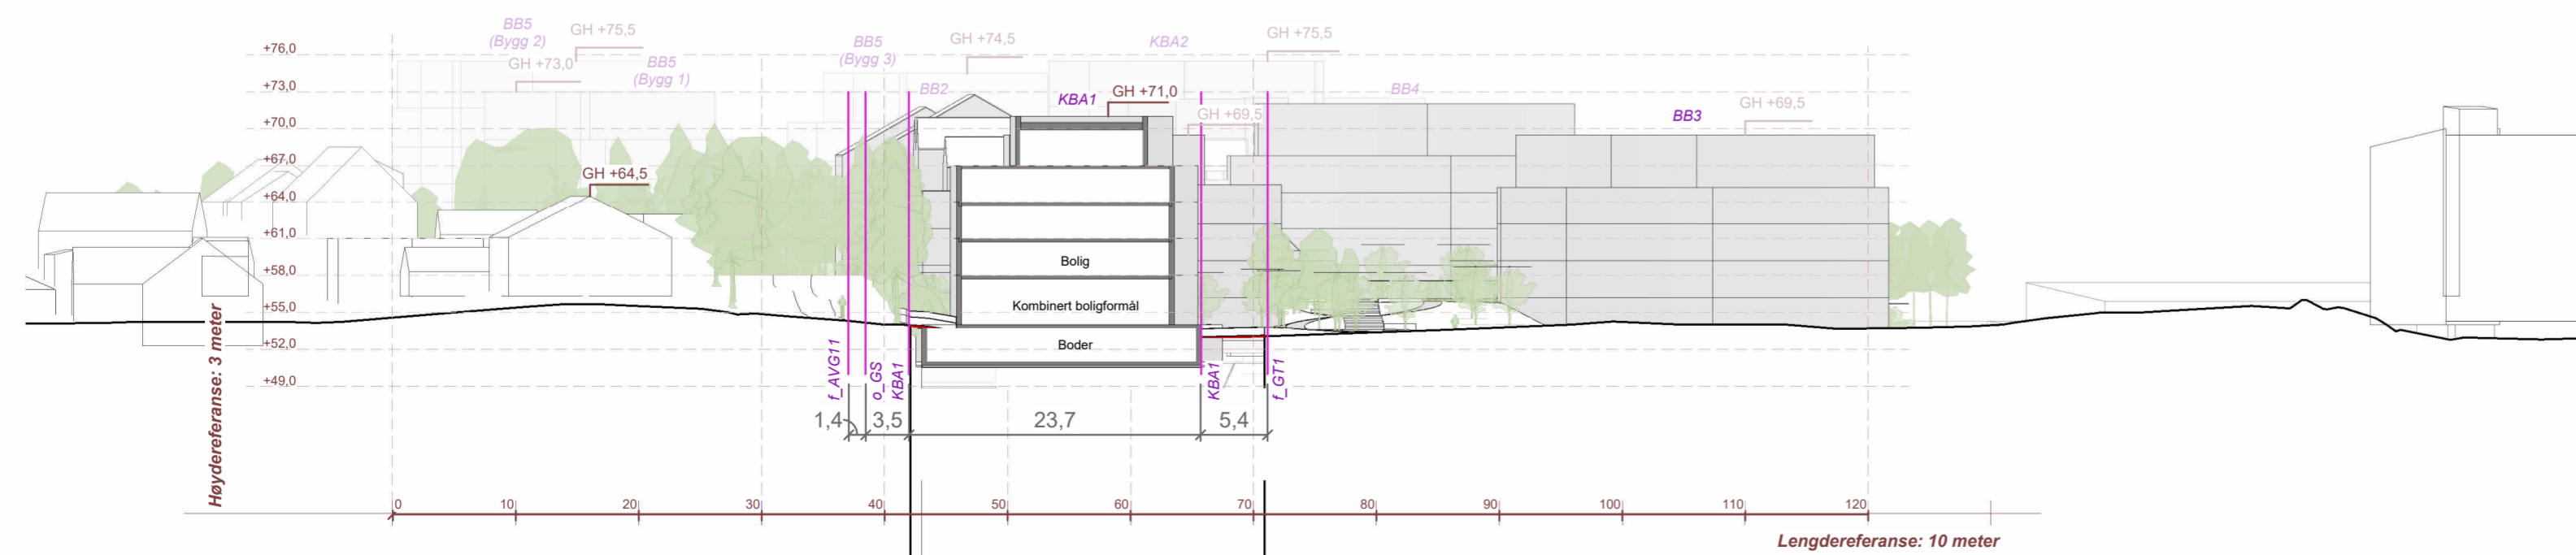 BB5
(Bygg 2)
GH +75,5
BB5
(Bygg 3)
GH +74,5
KBA2
GH +75,5
+76,0
GH +73,0
BB5
(Bygg 1)
+73,0
BB2
KBA1
GH +71,0
BB4
GH +69,5
+70,0
GH +69,5
BB3
+67,0
GH +64,5
+64,0
+61,0
+58,0
Bolig
+55,0
Kombinert boligformål
+52,0
Boder
+49,0
Høydereferanse: 3 meter
f_AVG11
o_GS
KBA1
KBA1
f_GT1
1,4
3,5
23,7
5,4
0
10
20
30
40
50
60
70
80
90
100
110
120
Lengdereferanse: 10 meter